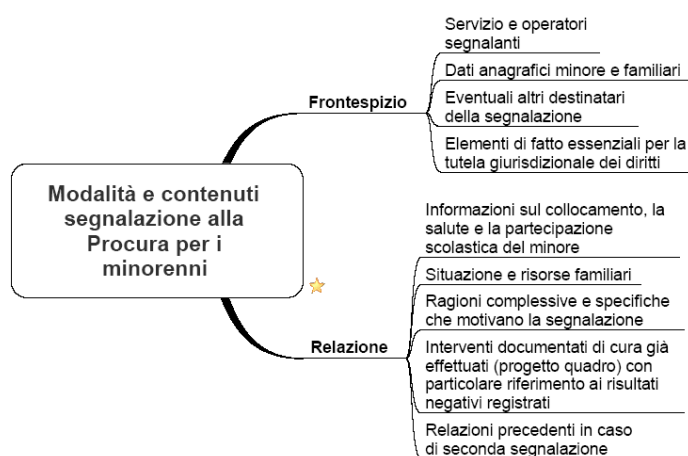 Modalità e contenuti
segnalazione alla
Procura per i
minorenni
Frontespizio
Servizio e operatori
segnalanti
Dati anagrafici minore e familiari
Eventuali altri destinatari
della segnalazione
Elementi di fatto essenziali per la
tutela giurisdizionale dei diritti
Relazione
Informazioni sul collocamento, la
salute e la partecipazione
scolastica del minore
Situazione e risorse familiari
Ragioni complessive e specifiche
che motivano la segnalazione
Interventi documentati di cura già
effettuati (progetto quadro) con
particolare riferimento ai risultati
negativi registrati
Relazioni precedenti in caso
di seconda segnalazione